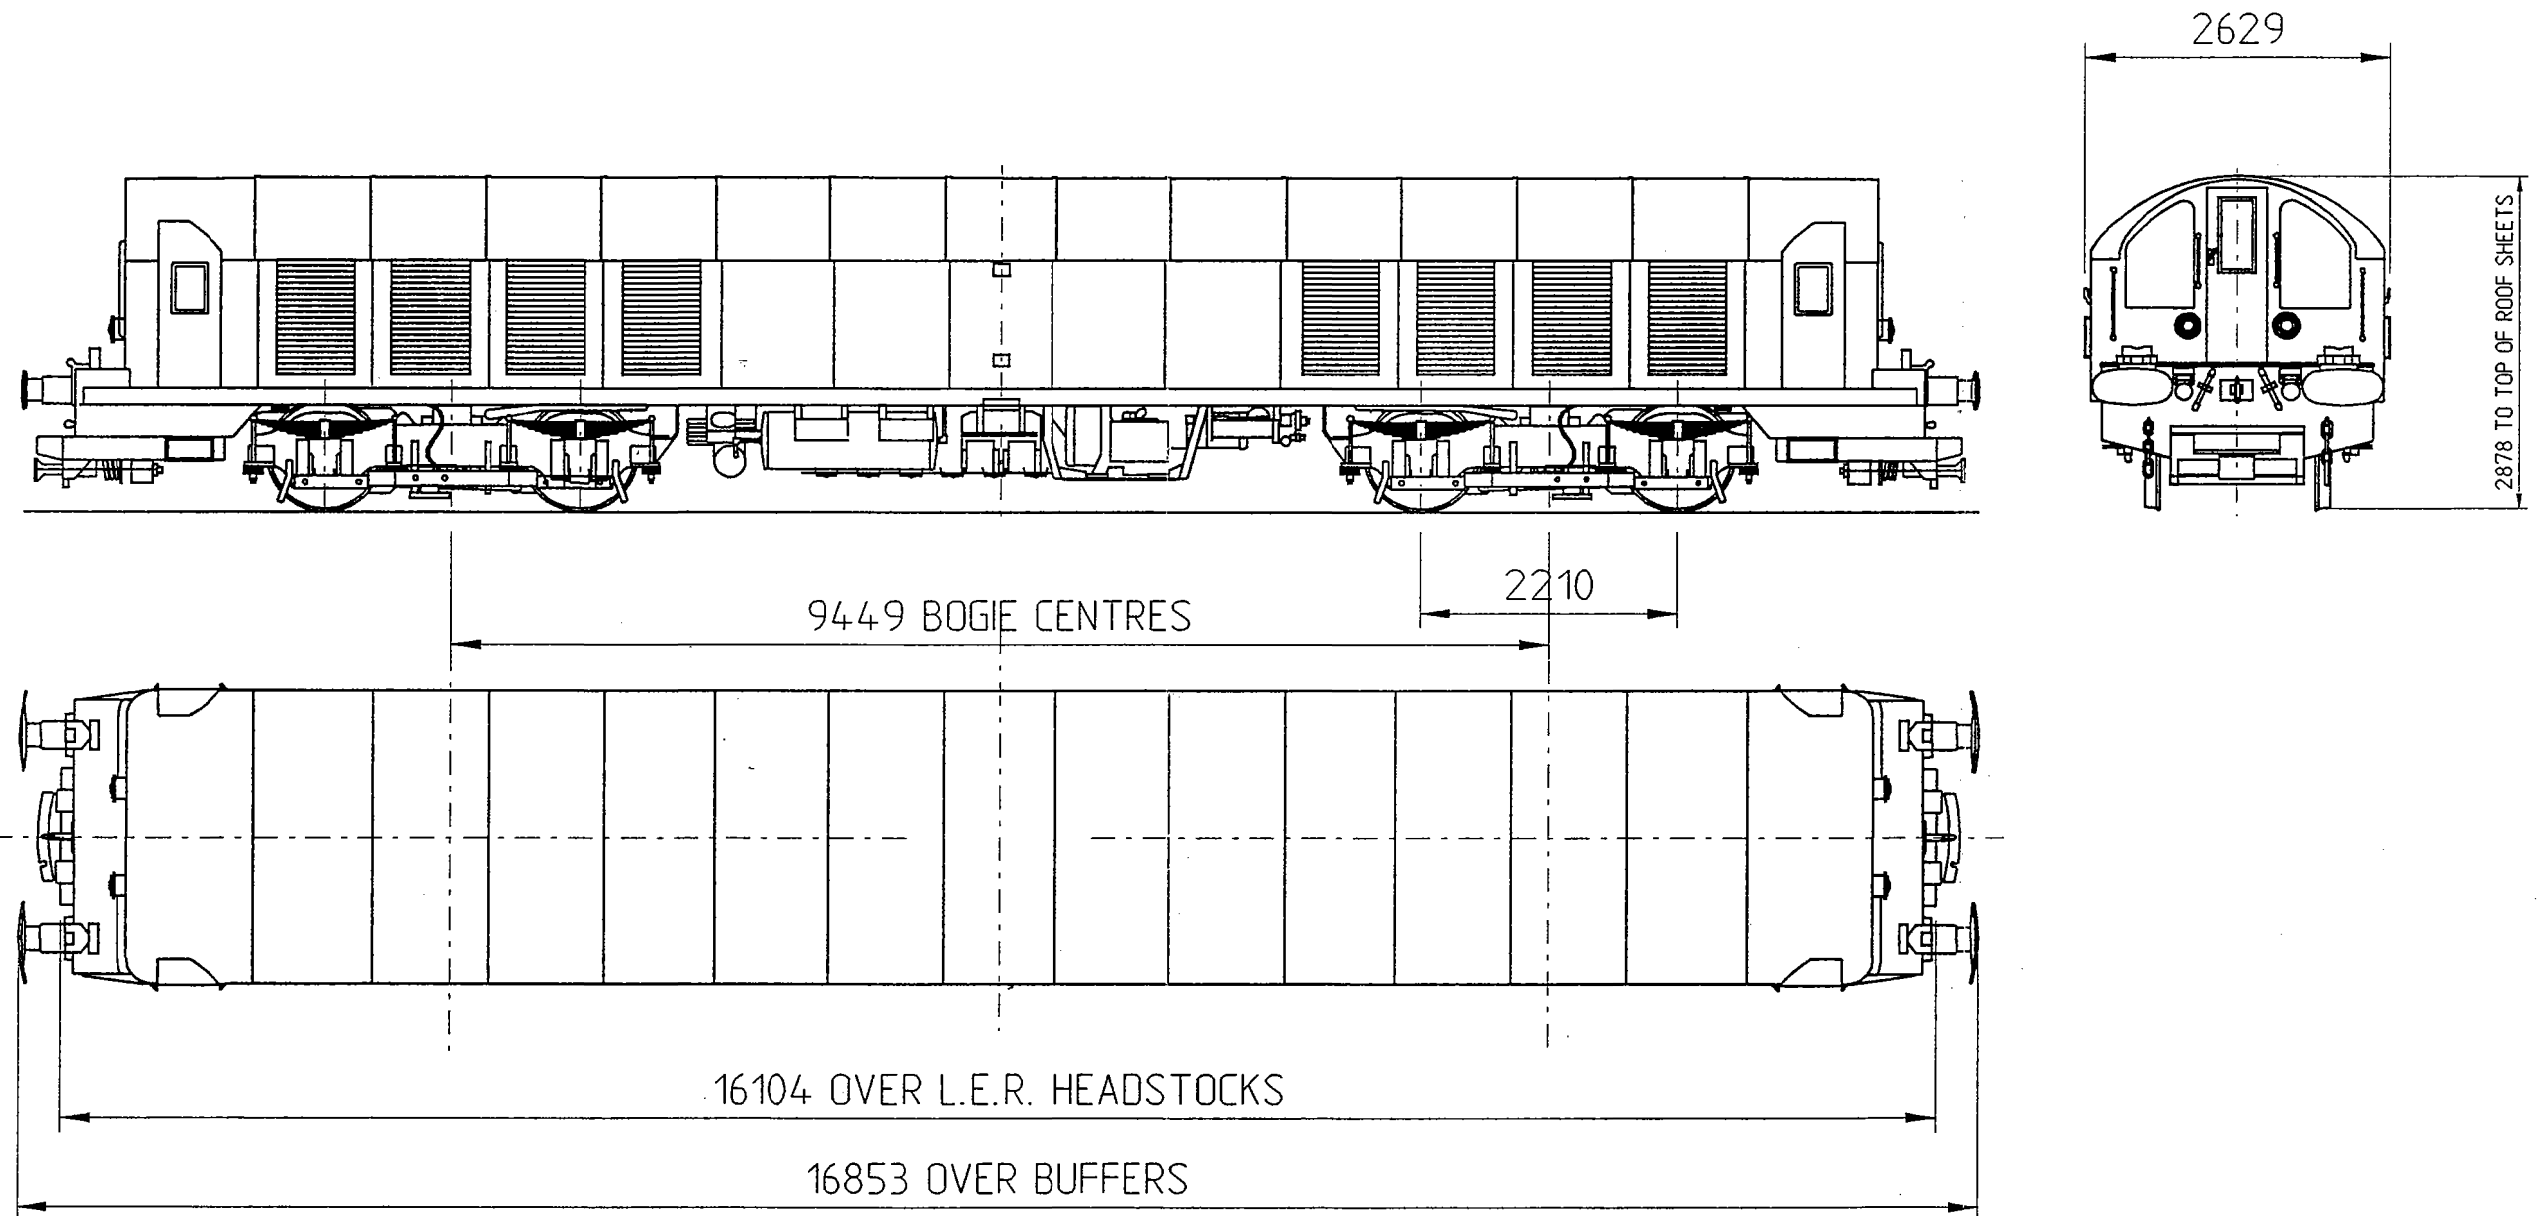 2629
2878 TO TOP OF ROOF SHEETS
2210
9449 BOGIE CENTRES
16104 OVER L.E.R. HEADSTOCKS
16853 OVER BUFFERS